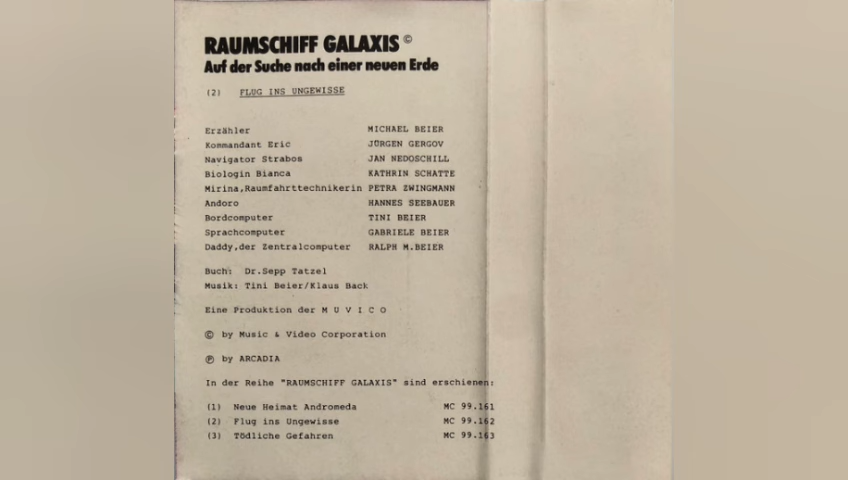 RAUMSCHIFF GALAXIS ©
Auf der Suche nach einer neuen Erde
(2) FLUG INS UNGEWISSE
Erzähler MICHAEL BEIER
Kommandant Eric JÜRGEN GERGOV
Navigator Strabos JAN NEDOSCHILL
Biologin Bianca KATHRIN SCHATTE
Mirina,Raumfahrttechnikerin PETRA ZWINGMANN
Andoro HANNES SEEBAUER
Bordcomputer TINI BEIER
Sprachcomputer GABRIELE BEIER
Daddy,der Zentralcomputer RALPH M.BEIER
Buch: Dr.Sepp Tatzel
Musik: Tini Beier/Klaus Back
Eine Produktion der M U V I C O
© by Music & Video Corporation
℗ by ARCADIA
In der Reihe "RAUMSCHIFF GALAXIS" sind erschienen:
(1) Neue Heimat Andromeda MC 99.161
(2) Flug ins Ungewisse MC 99.162
(3) Tödliche Gefahren MC 99.163